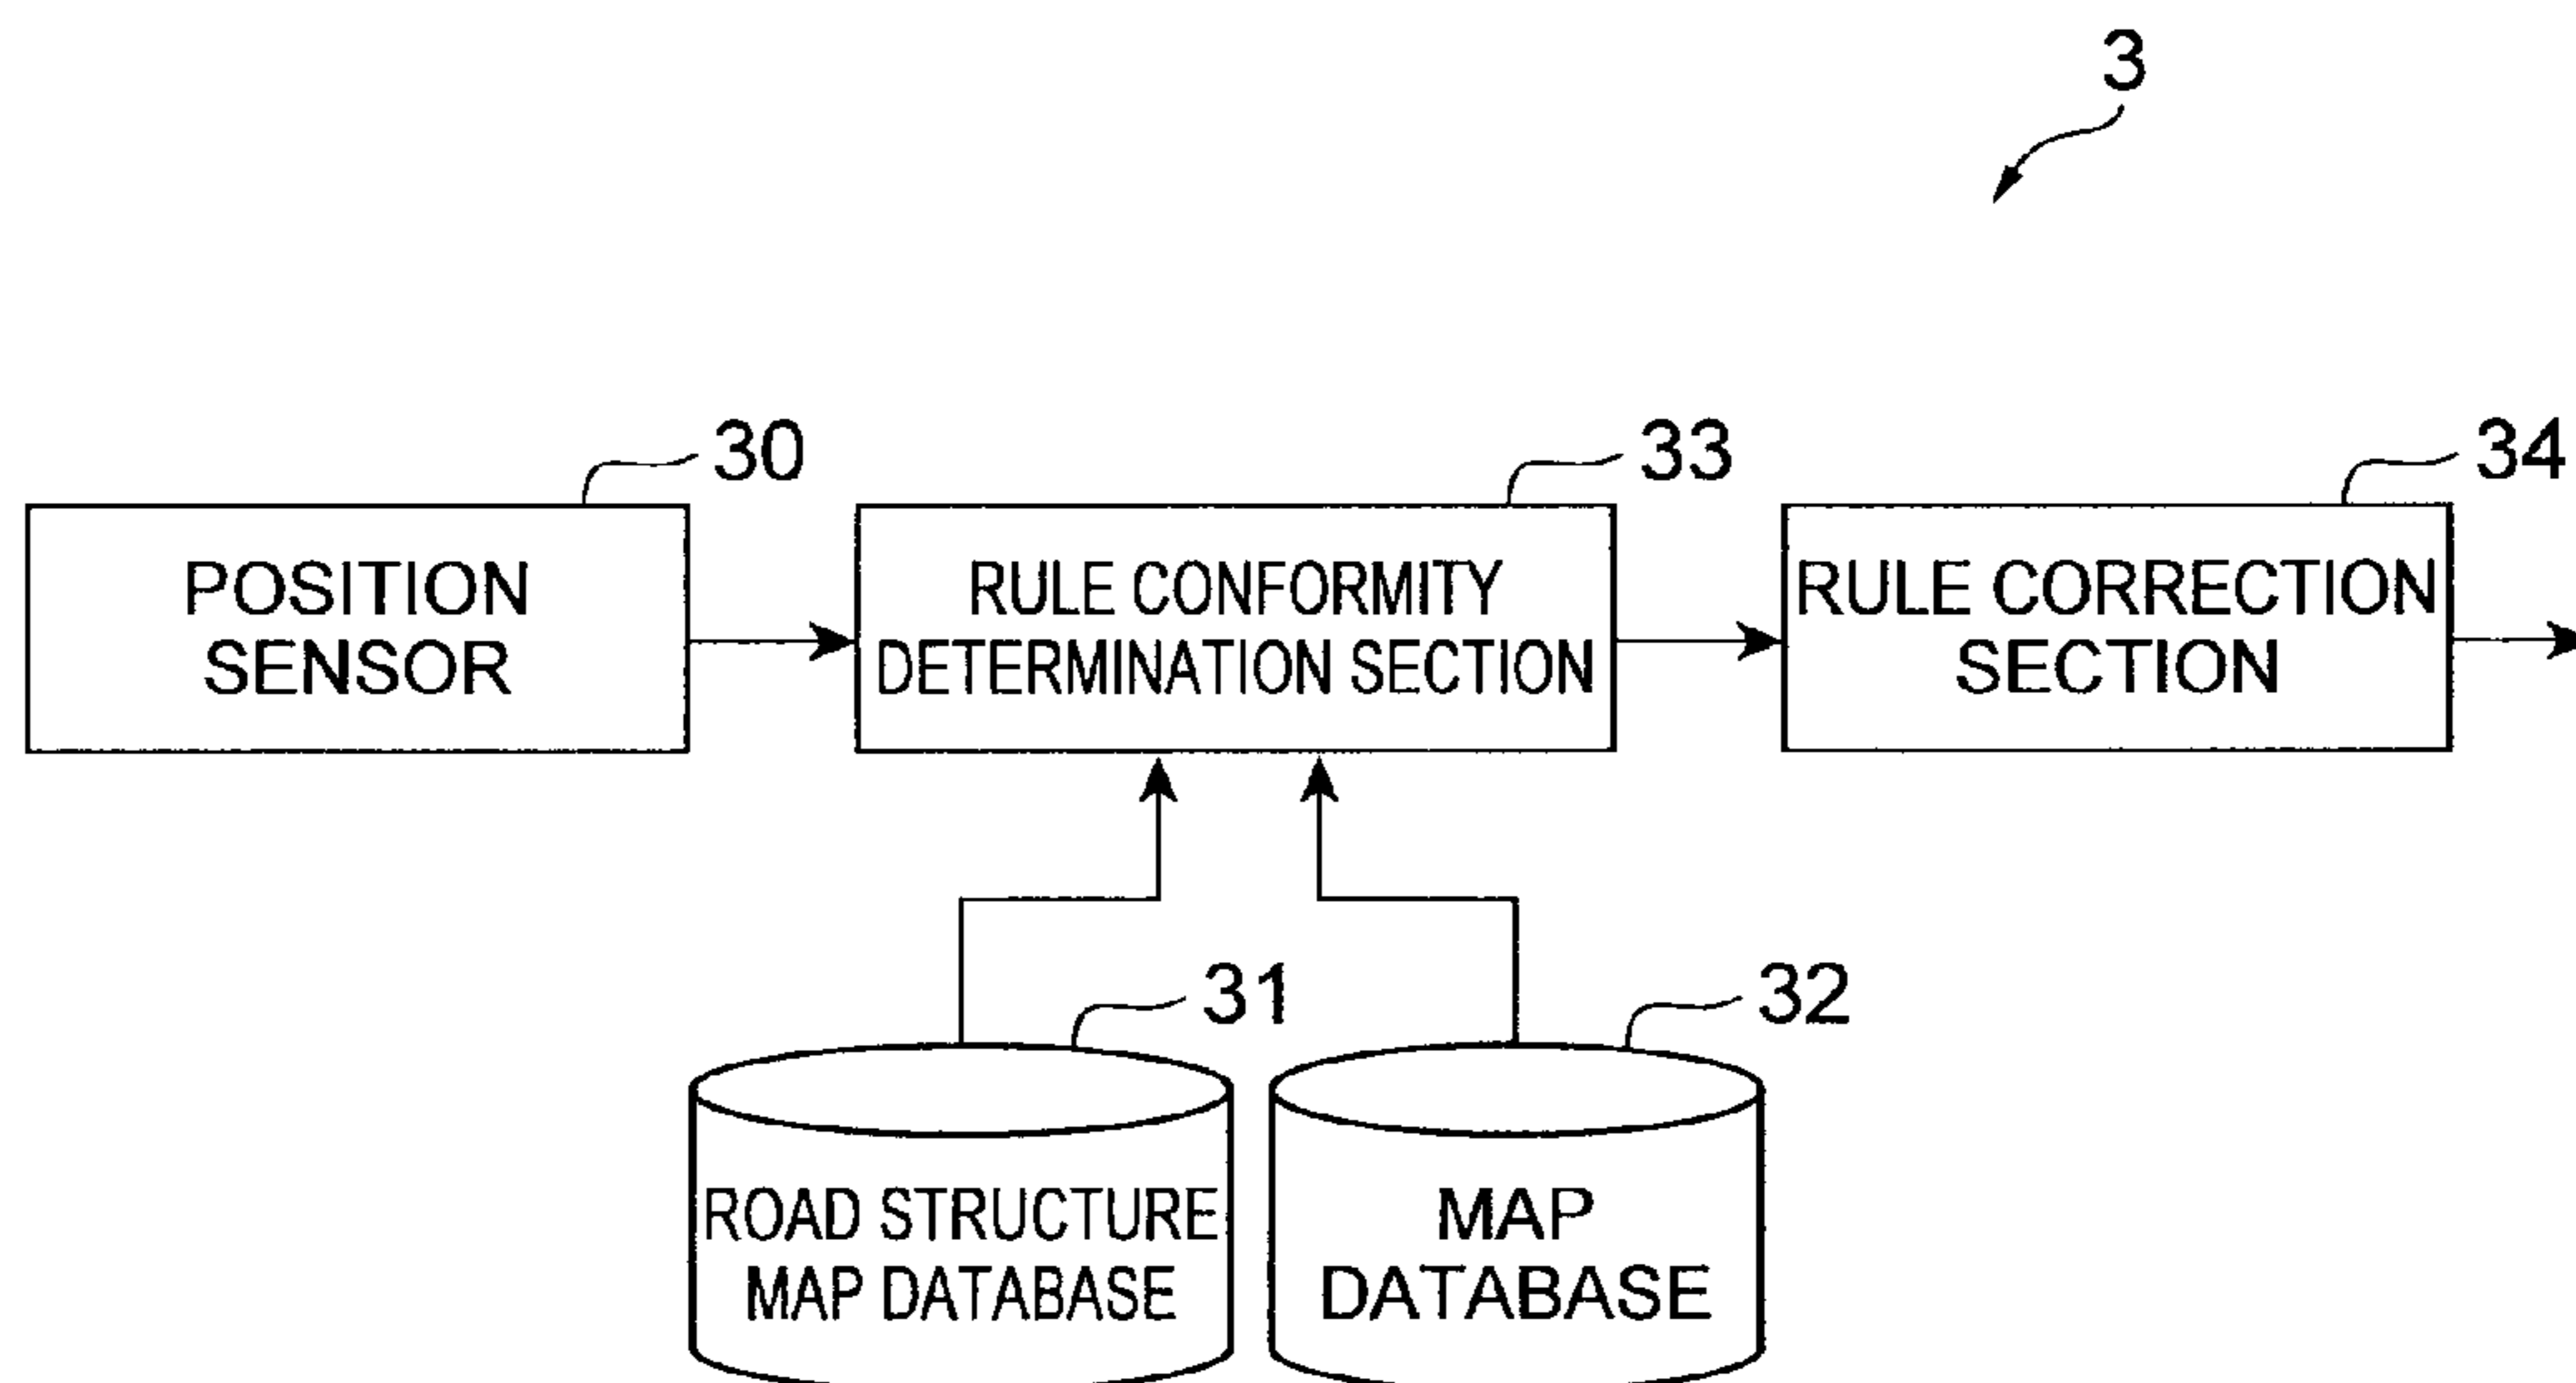 3
30
33
34
POSITION
SENSOR
RULE CONFORMITY
DETERMINATION SECTION
RULE CORRECTION
SECTION
31
32
ROAD STRUCTURE
MAP DATABASE
MAP
DATABASE